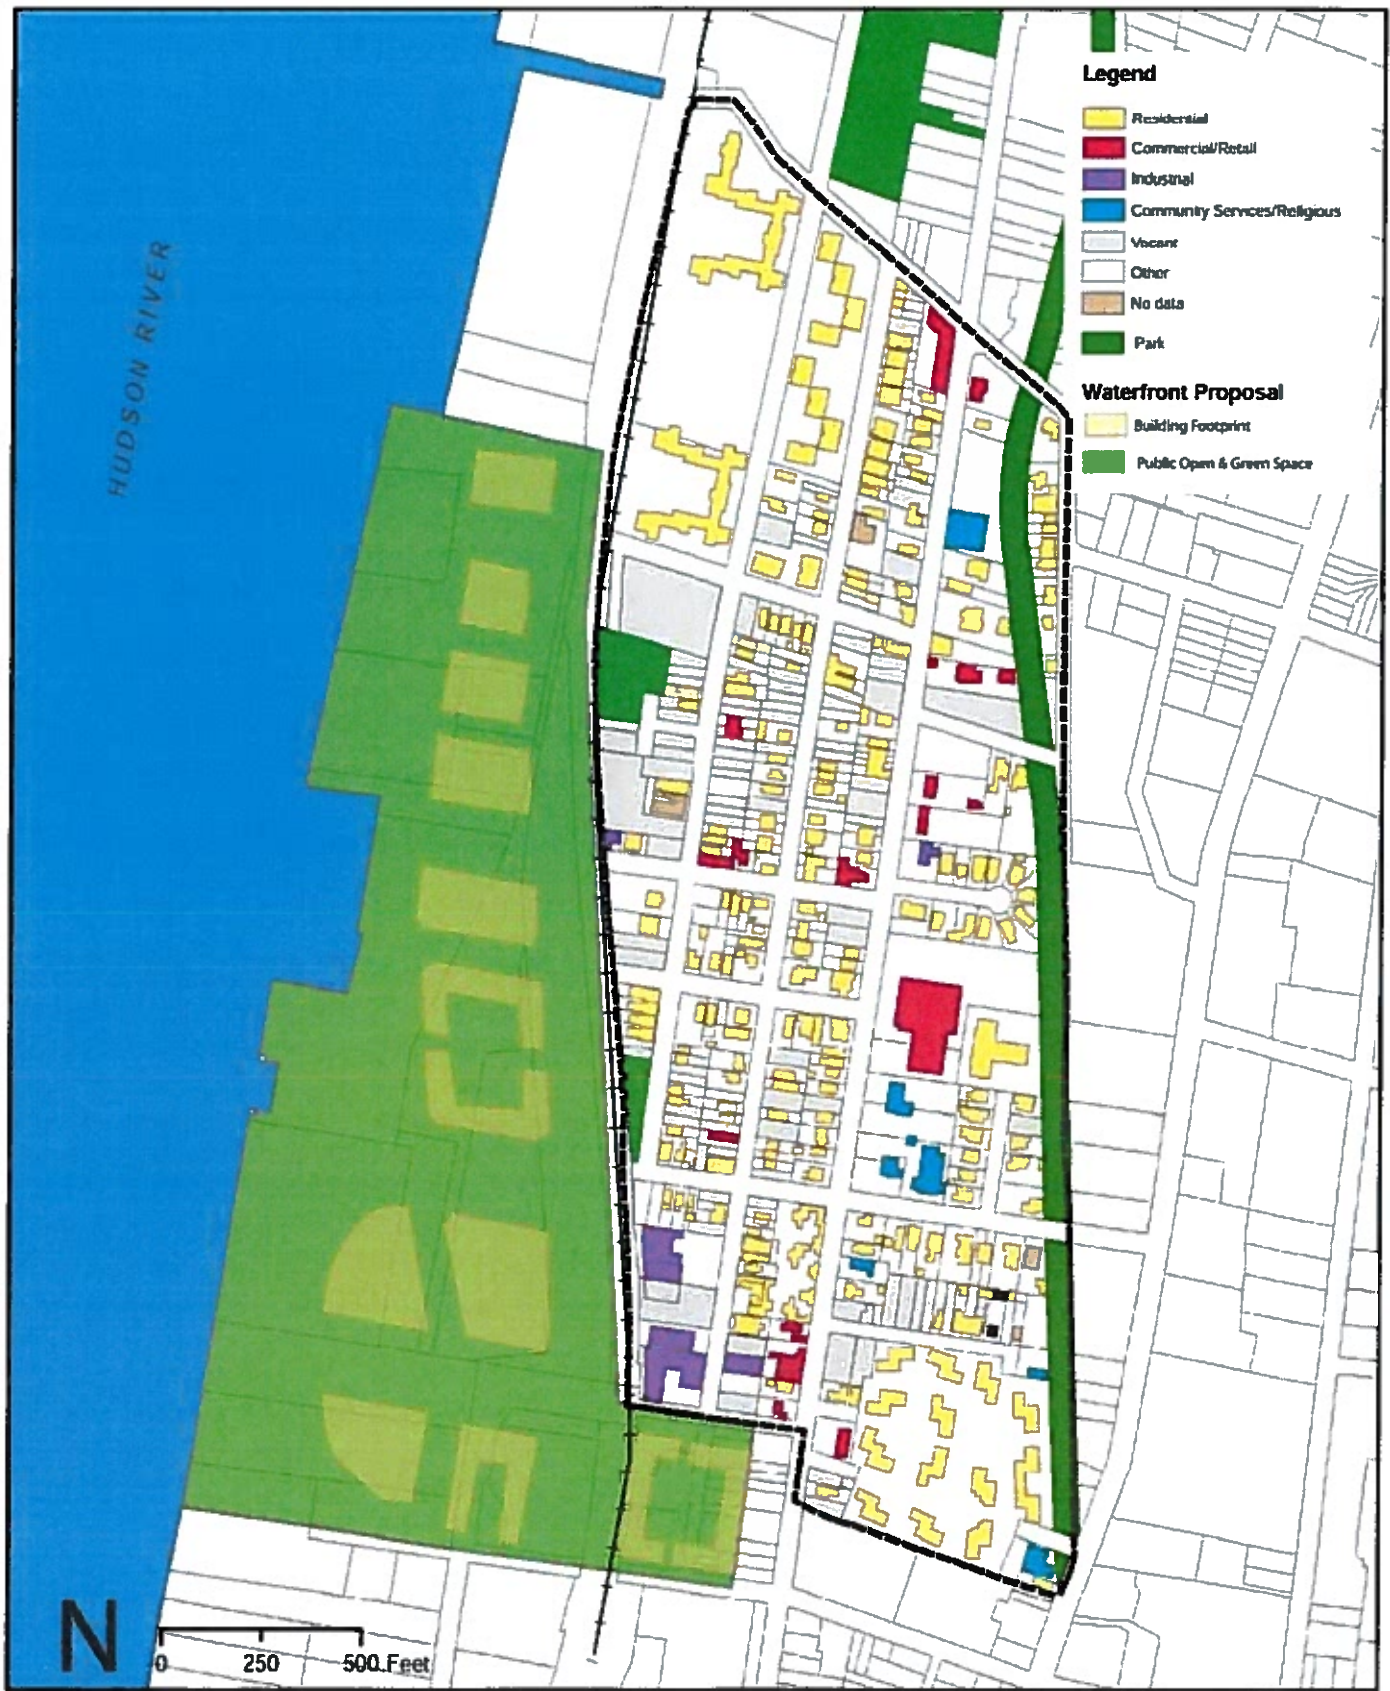 HUDSON RIVER
Legend
Residential
Commercial/Retail
Industrial
Community Services/Religious
Vacant
Other
No data
Park
Waterfront Proposal
Building Footprint
Public Open & Green Space
N
0 250 500 Feet